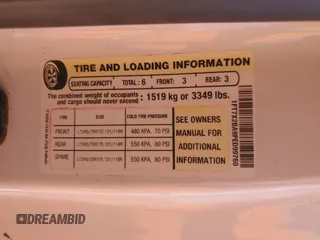 TIRE AND LOADING INFORMATION
SEATING CAPACITY TOTAL: 6 FRONT: 3 REAR: 3
The combined weight of occupants and cargo should never exceed: 1519 kg or 3349 lbs.
TIRE SIZE COLD TIRE PRESSURE
FRONT 480 KPA, 70 PSI
REAR 550 KPA, 80 PSI
SPARE 550 KPA, 80 PSI
SEE OWNERS
MANUAL FOR
ADDITIONAL
INFORMATION
DREAMBID